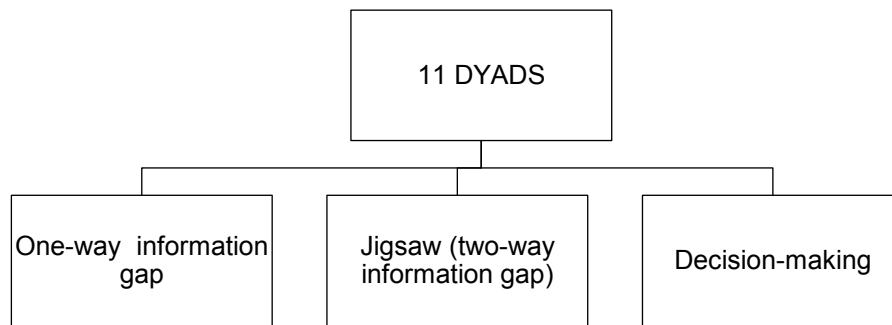 11 DYADS
One-way information
gap
Jigsaw (two-way
information gap)
Decision-making